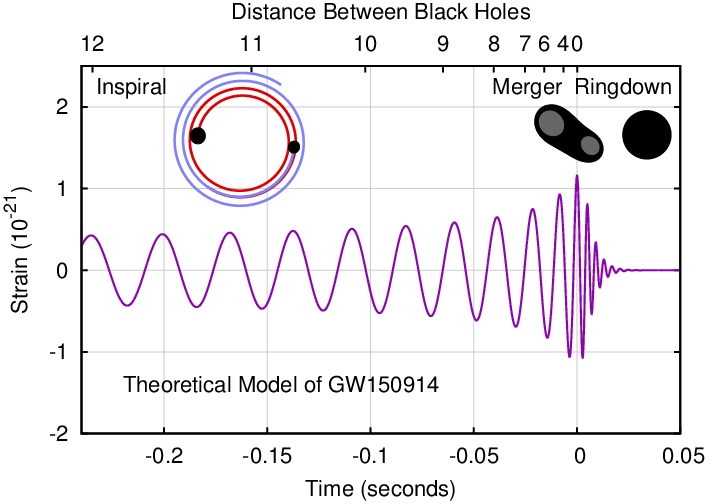 Distance Between Black Holes
12 11 10 9 8 7 6 4 0
Inspiral Merger Ringdown
2
1
0
-1
-2
Strain (10^-21)
Theoretical Model of GW150914
-0.2 -0.15 -0.1 -0.05 0 0.05
Time (seconds)